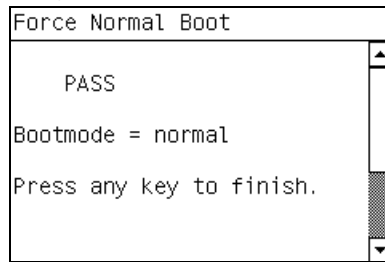 Force Normal Boot
PASS
Bootmode = normal
Press any key to finish.